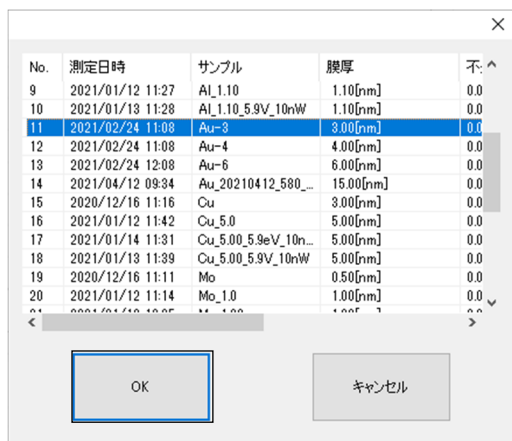 No. 測定日時 サンプル 膜厚
9 2021/01/12 11:27 Al_1.10 1.10[nm] 0.0
10 2021/01/13 11:28 Al_1.10_5.9V_10nW 1.10[nm] 0.0
11 2021/02/24 11:08 Au-3 3.00[nm] 0.0
12 2021/02/24 11:08 Au-4 4.00[nm] 0.0
13 2021/02/24 12:08 Au-6 6.00[nm] 0.0
14 2021/04/12 09:34 Au_20210412_580_... 15.00[nm] 0.0
15 2020/12/16 11:16 Cu 3.00[nm] 0.0
16 2021/01/12 11:42 Cu_5.0 5.00[nm] 0.0
17 2021/01/14 11:31 Cu_5.00_5.9eV_10n... 5.00[nm] 0.0
18 2021/01/13 11:39 Cu_5.00_5.9V_10nW 5.00[nm] 0.0
19 2020/12/16 11:11 Mo 0.50[nm] 0.0
20 2021/01/12 11:14 Mo_1.0 1.00[nm] 0.0
OK キャンセル